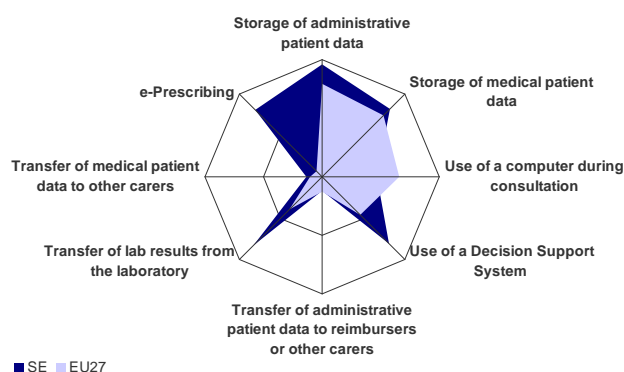 Storage of administrative
patient data
Storage of medical patient
data
Use of a computer during
consultation
Use of a Decision Support
System
Transfer of administrative
patient data to reimbursers
or other carers
Transfer of lab results from
the laboratory
Transfer of medical patient
data to other carers
e-Prescribing
SE EU27